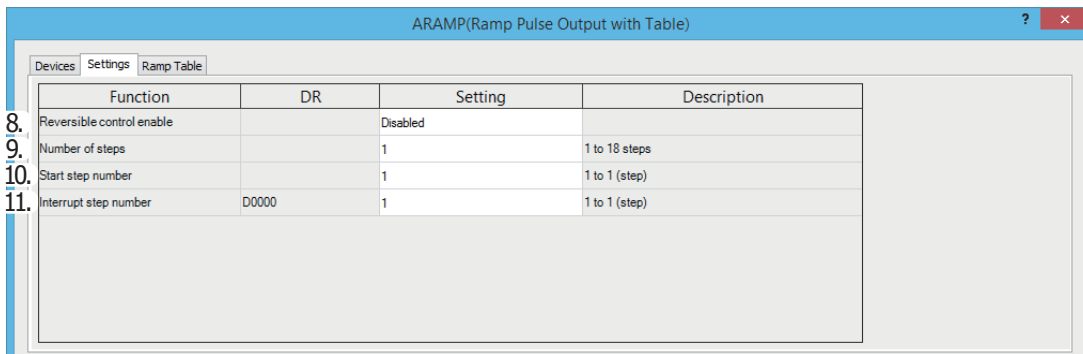 ARAMP(Ramp Pulse Output with Table) ? ×
Devices Settings Ramp Table
Function DR Setting Description
8. Reversible control enable Disabled
9. Number of steps 1 1 to 18 steps
10. Start step number 1 1 to 1 (step)
11. Interrupt step number D0000 1 1 to 1 (step)